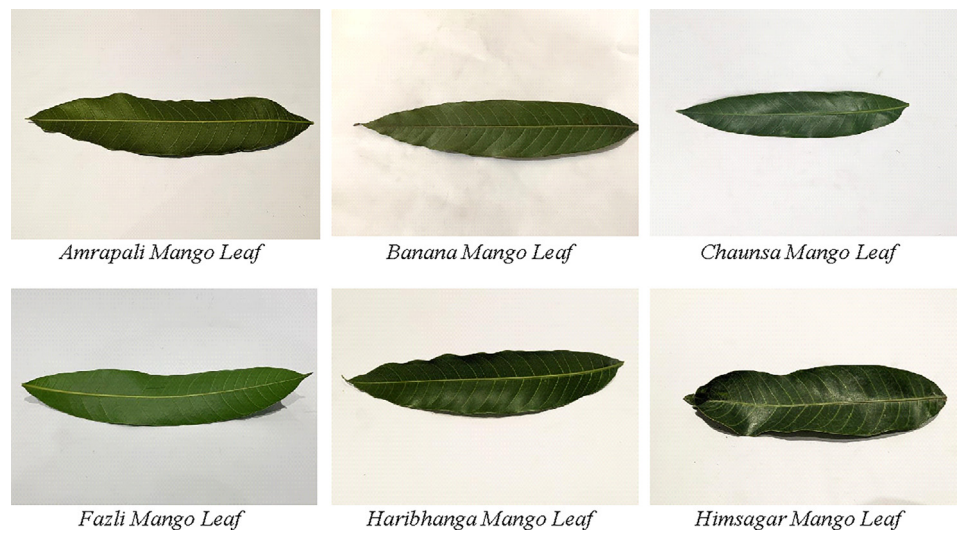 Amrapali Mango Leaf
Banana Mango Leaf
Chaunsa Mango Leaf
Fazli Mango Leaf
Haribhanga Mango Leaf
Himsagar Mango Leaf